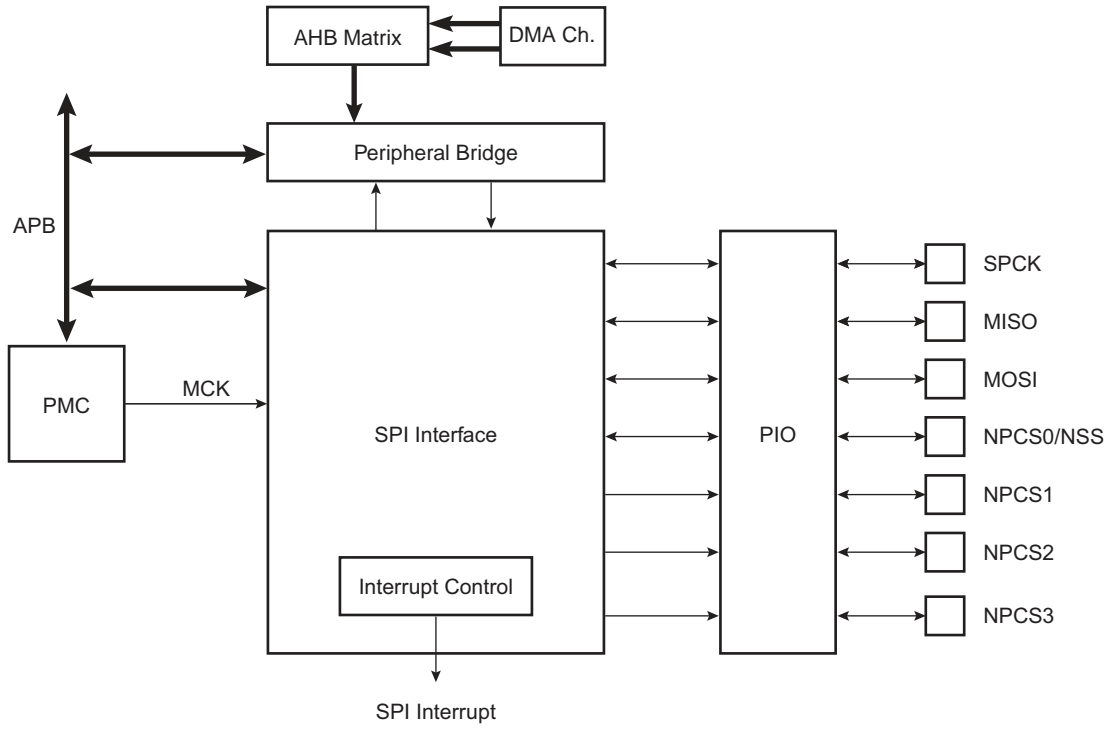 AHB Matrix
DMA Ch.
Peripheral Bridge
APB
SPCK
MISO
MCK
MOSI
PMC
SPI Interface
PIO
NPCS0/NSS
NPCS1
NPCS2
Interrupt Control
NPCS3
SPI Interrupt